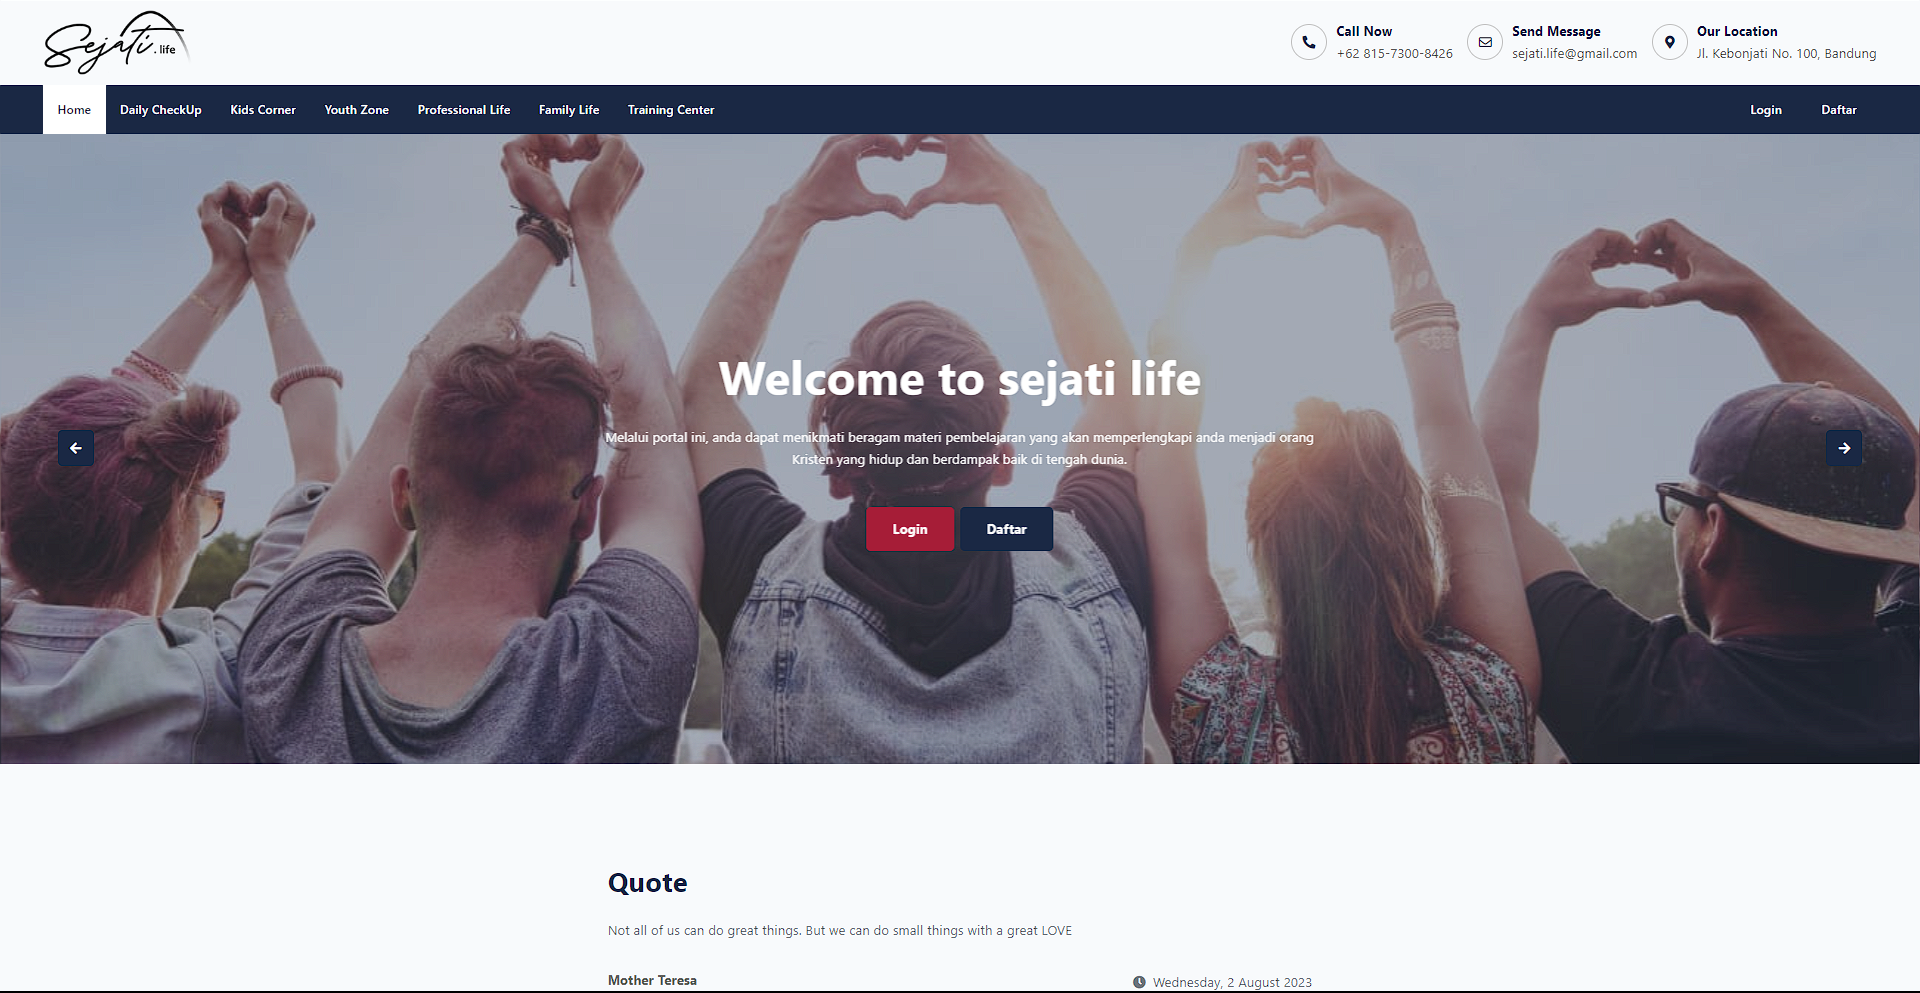 Sejati.life
Call Now
+62 815-7300-8426
Send Message
sejati.life@gmail.com
Our Location
Jl. Kebonjati No. 100, Bandung
Home
Daily CheckUp
Kids Corner
Youth Zone
Professional Life
Family Life
Training Center
Login
Daftar
Welcome to sejati life
Melalui portal ini, anda dapat menikmati beragam materi pembelajaran yang akan memperlengkapi anda menjadi orang
Kristen yang hidup dan berdampak baik di tengah dunia.
Login
Daftar
Quote
Not all of us can do great things. But we can do small things with a great LOVE
Mother Teresa
Wednesday, 2 August 2023